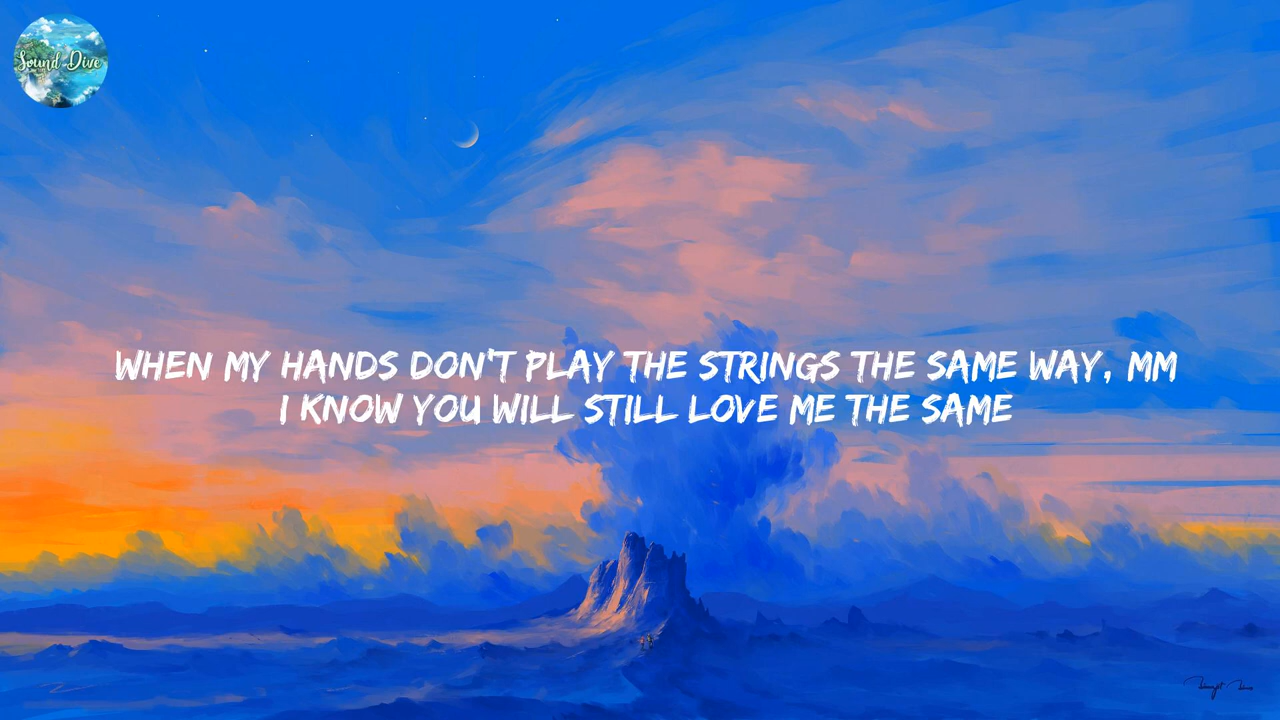 Sound Dive
WHEN MY HANDS DON'T PLAY THE STRINGS THE SAME WAY, MM
I KNOW YOU WILL STILL LOVE ME THE SAME